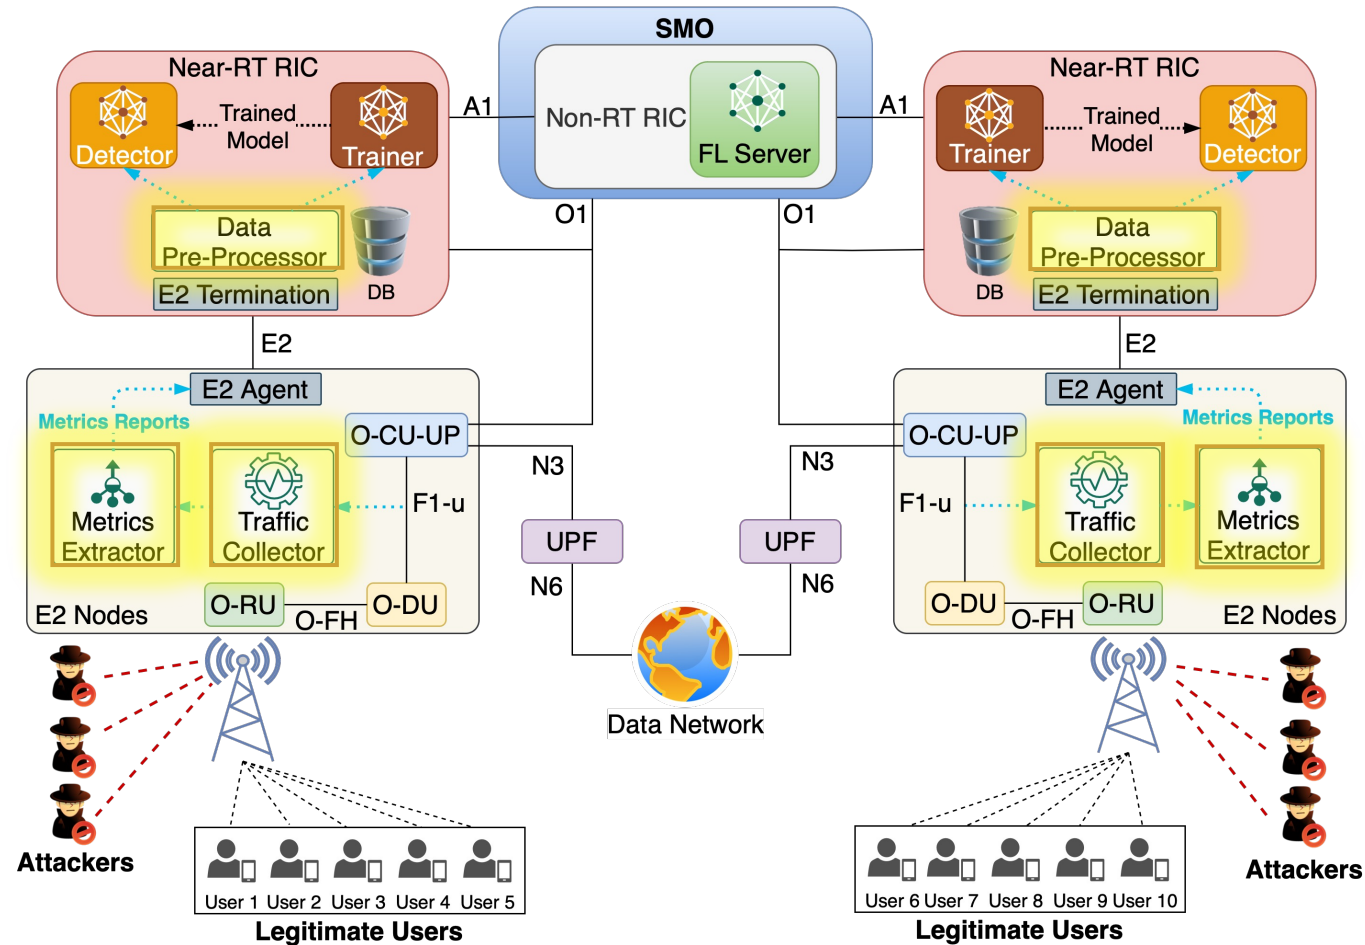 SMO
Near-RT RIC
Detector
Trained
Model
Trainer
Data
Pre-Processor
DB
E2 Termination
A1
Non-RT RIC
FL Server
A1
O1
O1
Near-RT RIC
Trainer
Trained
Model
Detector
Data
Pre-Processor
DB
E2 Termination
E2
E2
E2 Agent
Metrics Reports
O-CU-UP
Metrics
Extractor
Traffic
Collector
F1-u
O-RU
O-FH
O-DU
E2 Nodes
N3
UPF
N6
N3
UPF
N6
Data Network
E2 Agent
Metrics Reports
O-CU-UP
F1-u
Traffic
Collector
Metrics
Extractor
O-DU
O-FH
O-RU
E2 Nodes
Attackers
User 1 User 2 User 3 User 4 User 5
Legitimate Users
User 6 User 7 User 8 User 9 User 10
Legitimate Users
Attackers